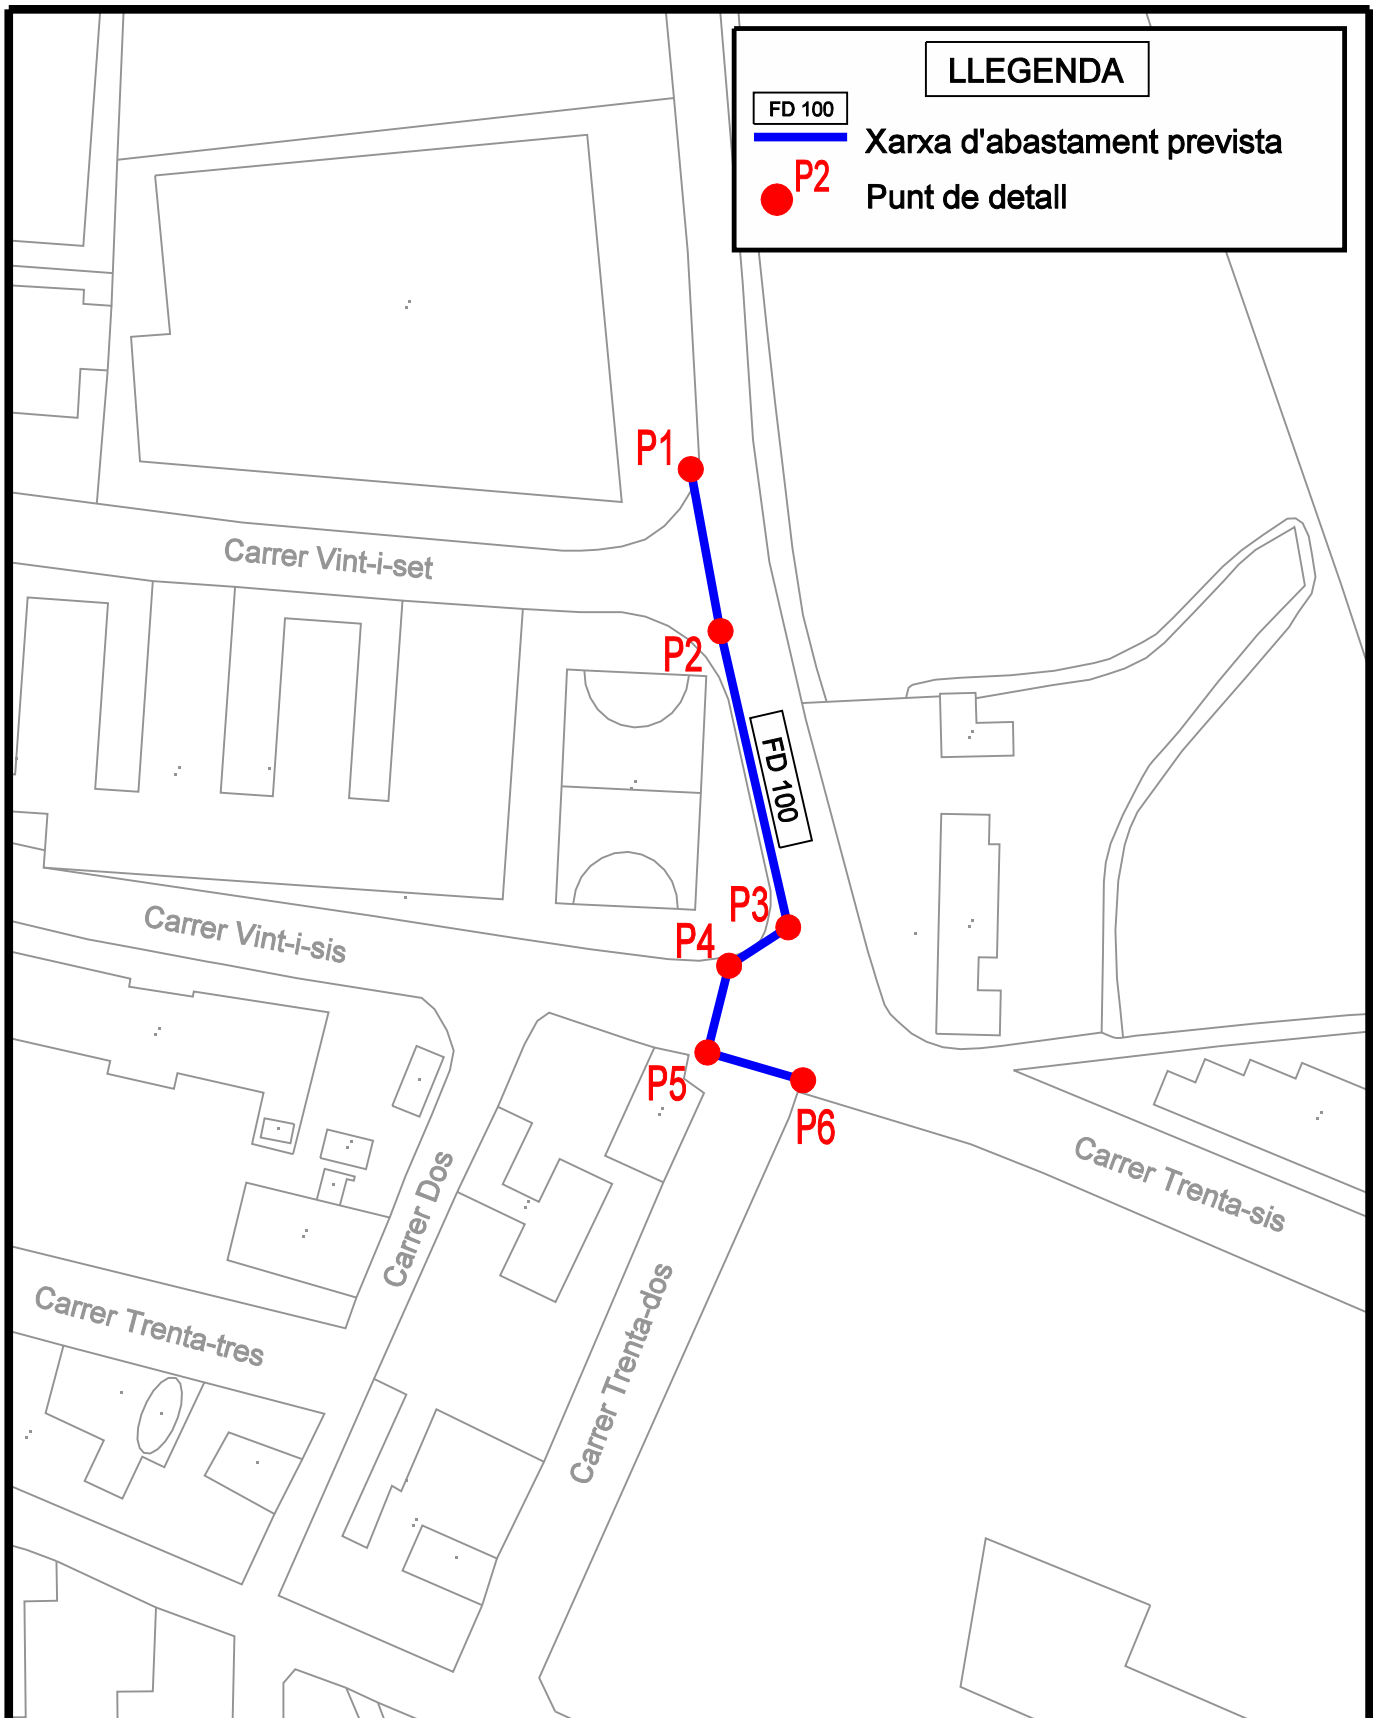 LLEGENDA
FD 100
Xarxa d'abastament prevista
P2
Punt de detall
P1
Carrer Vint-i-set
P2
FD 100
P3
Carrer Vint-i-sis
P4
P5
P6
Carrer Trenta-sis
Carrer Dos
Carrer Trenta-dos
Carrer Trenta-tres